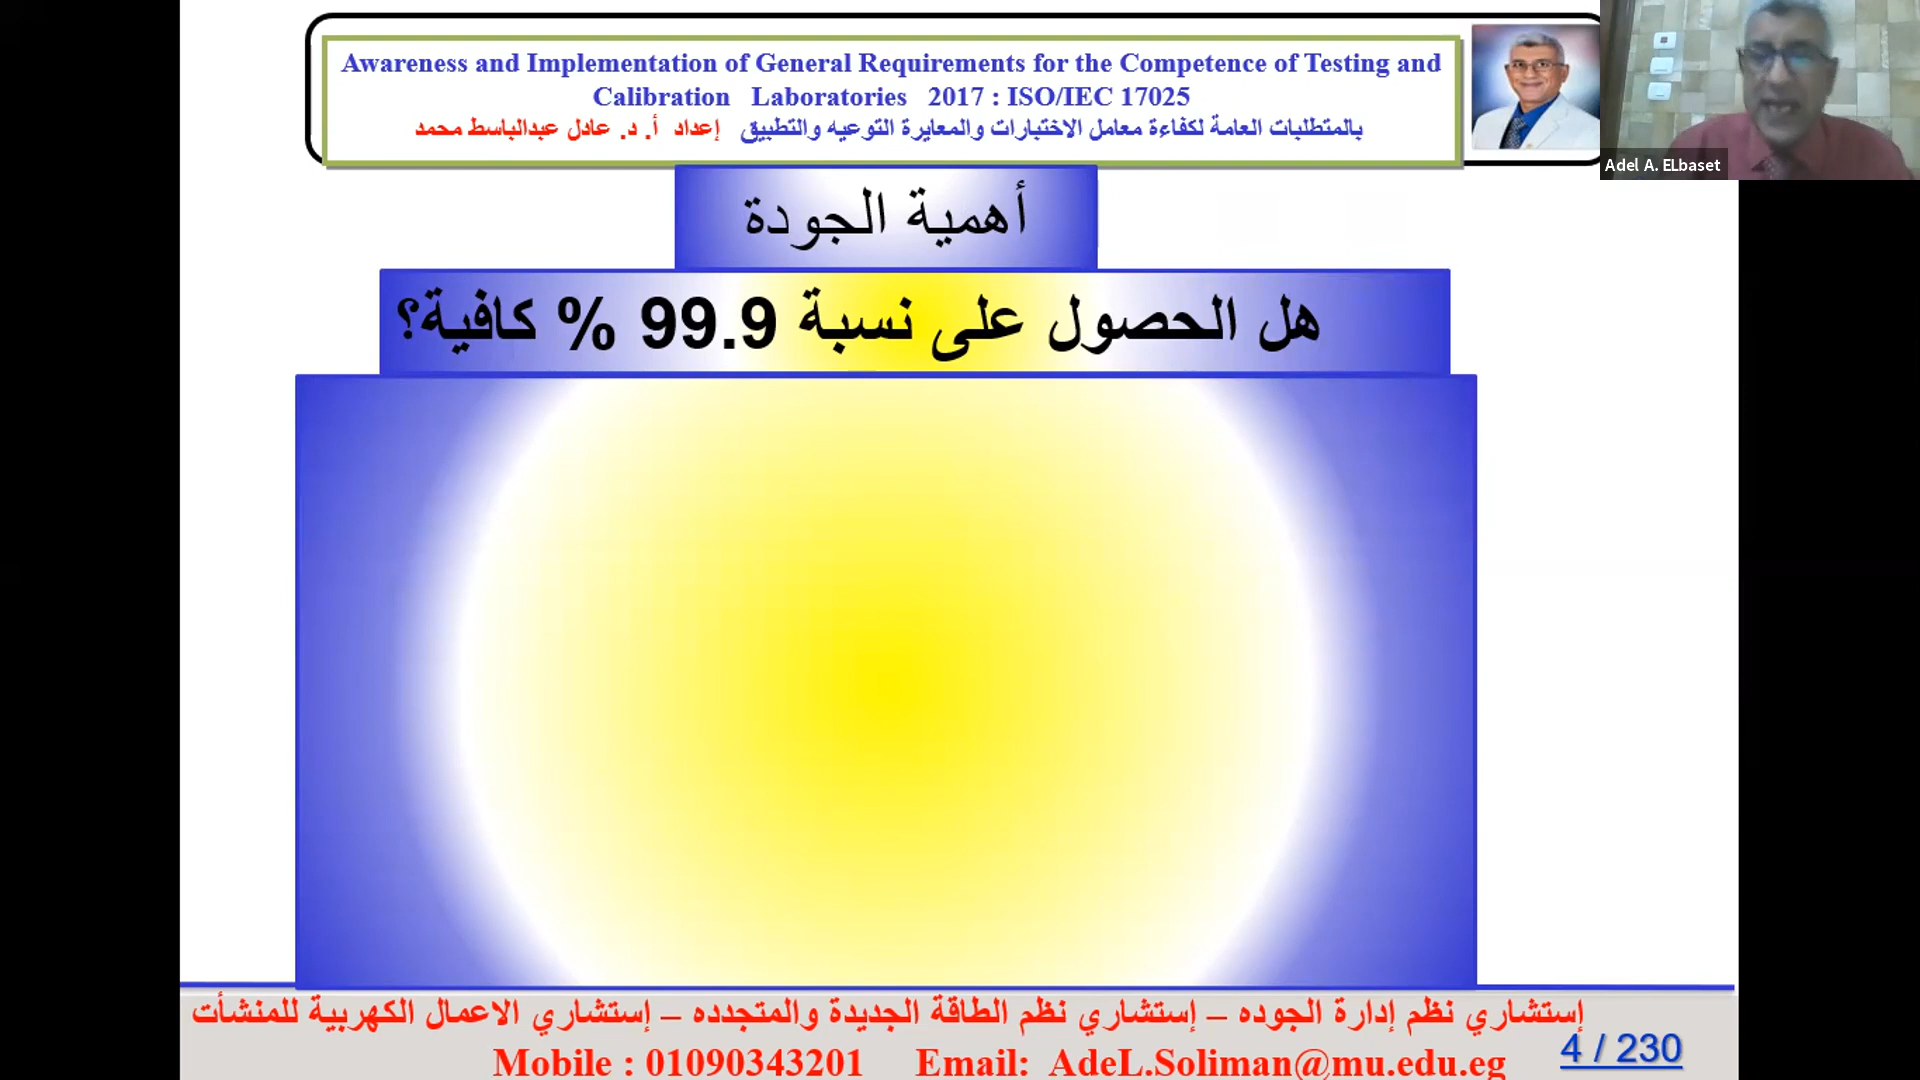 Awareness and Implementation of General Requirements for the Competence of Testing and
Calibration Laboratories 2017 : ISO/IEC 17025
بالمتطلبات العامة لكفاءة معامل الاختبارات والمعايرة التوعيه والتطبيق إعداد أ. د. عادل عبدالباسط محمد
Adel A. ELbaset
أهمية الجودة
هل الحصول على نسبة 99.9 % كافية؟
إستشاري نظم إدارة الجوده – إستشاري نظم الطاقة الجديدة والمتجدده – إستشاري الاعمال الكهربية للمنشأت
Mobile : 01090343201 Email: AdeL.Soliman@mu.edu.eg
4 / 230